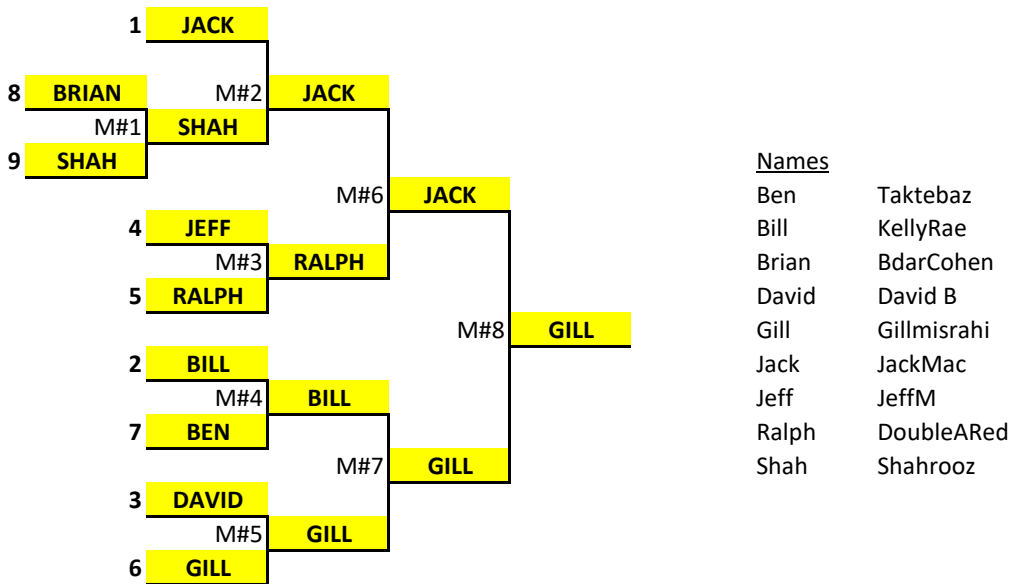 1 JACK
8 BRIAN M#2 JACK
M#1 SHAH
9 SHAH
M#6 JACK
4 JEFF
M#3 RALPH
5 RALPH
M#8 GILL
2 BILL
M#4 BILL
7 BEN
M#7 GILL
3 DAVID
M#5 GILL
6 GILL
Names
Ben Taktebaz
Bill KellyRae
Brian BdarCohen
David David B
Gill Gillmisrahi
Jack JackMac
Jeff JeffM
Ralph DoubleARed
Shah Shahrooz